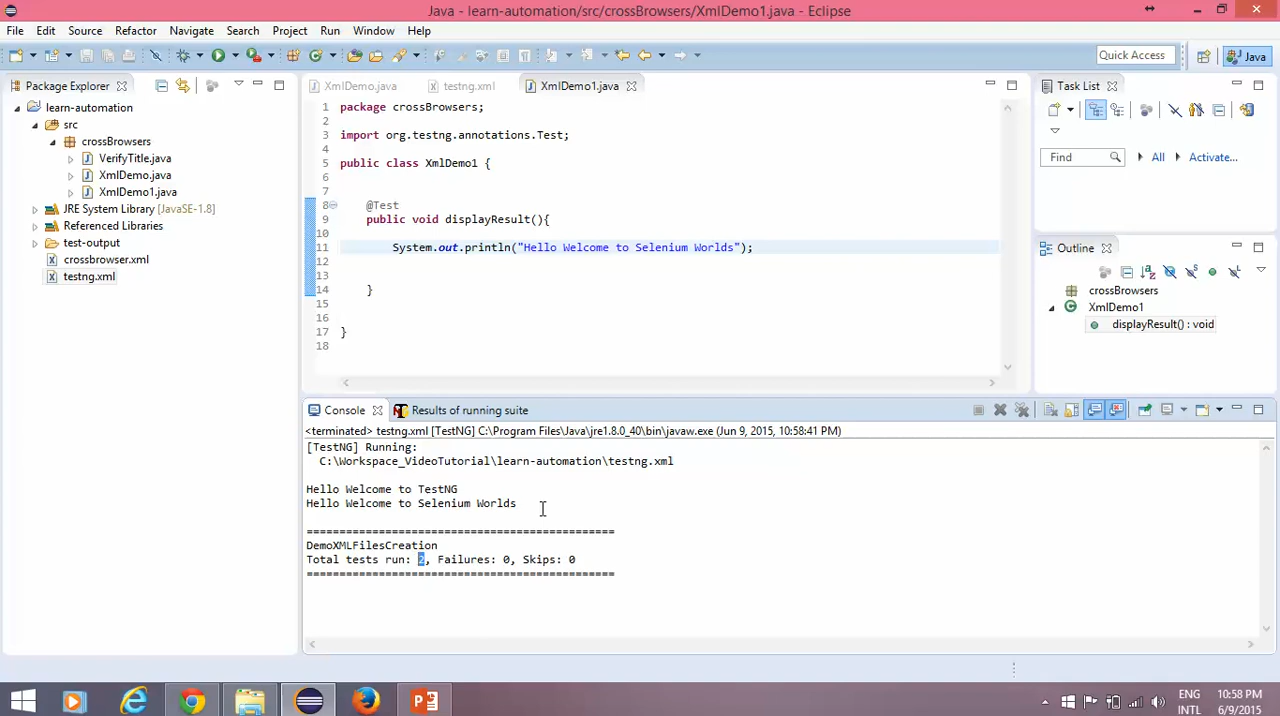 Java - learn-automation/src/crossBrowsers/XmlDemo1.java - Eclipse
File Edit Source Refactor Navigate Search Project Run Window Help
Quick Access
Java
Package Explorer
learn-automation
src
crossBrowsers
VerifyTitle.java
XmlDemo.java
XmlDemo1.java
JRE System Library [JavaSE-1.8]
Referenced Libraries
test-output
crossbrowser.xml
testng.xml
XmlDemo.java testng.xml XmlDemo1.java
1 package crossBrowsers;
2
3 import org.testng.annotations.Test;
4
5 public class XmlDemo1 {
6
7
8 @Test
9 public void displayResult(){
10
11 System.out.println("Hello Welcome to Selenium Worlds");
12
13
14 }
15
16
17 }
18
Task List
Find All Activate...
Outline
crossBrowsers
XmlDemo1
displayResult() : void
Console Results of running suite
<terminated> testng.xml [TestNG] C:\Program Files\Java\jre1.8.0_40\bin\javaw.exe (Jun 9, 2015, 10:58:41 PM)
[TestNG] Running:
C:\Workspace_VideoTutorial\learn-automation\testng.xml
Hello Welcome to TestNG
Hello Welcome to Selenium Worlds
===============================================
DemoXMLFilesCreation
Total tests run: 2, Failures: 0, Skips: 0
===============================================
ENG
INTL
10:58 PM
6/9/2015